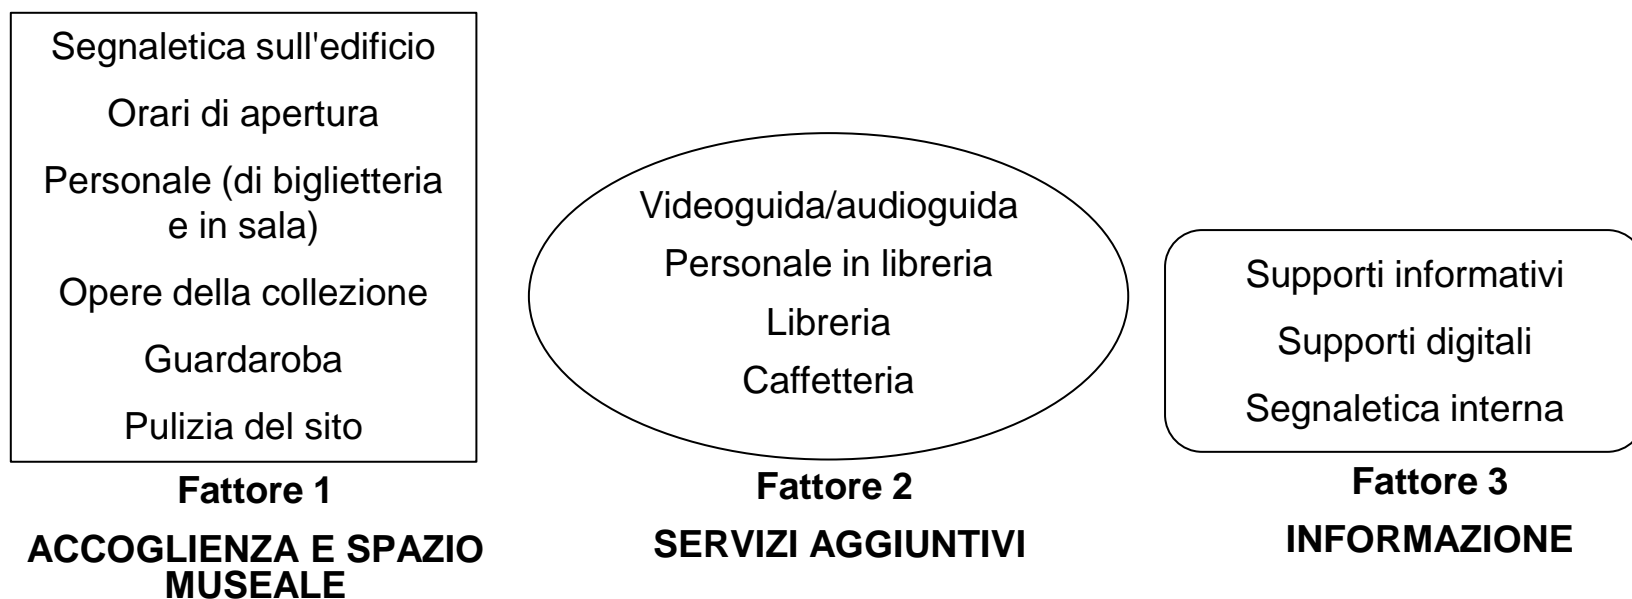 Segnaletica sull'edificio
Orari di apertura
Personale (di biglietteria
e in sala)
Opere della collezione
Guardaroba
Pulizia del sito
Fattore 1
ACCOGLIENZA E SPAZIO
MUSEALE
Videoguida/audioguida
Personale in libreria
Libreria
Caffetteria
Fattore 2
SERVIZI AGGIUNTIVI
Supporti informativi
Supporti digitali
Segnaletica interna
Fattore 3
INFORMAZIONE